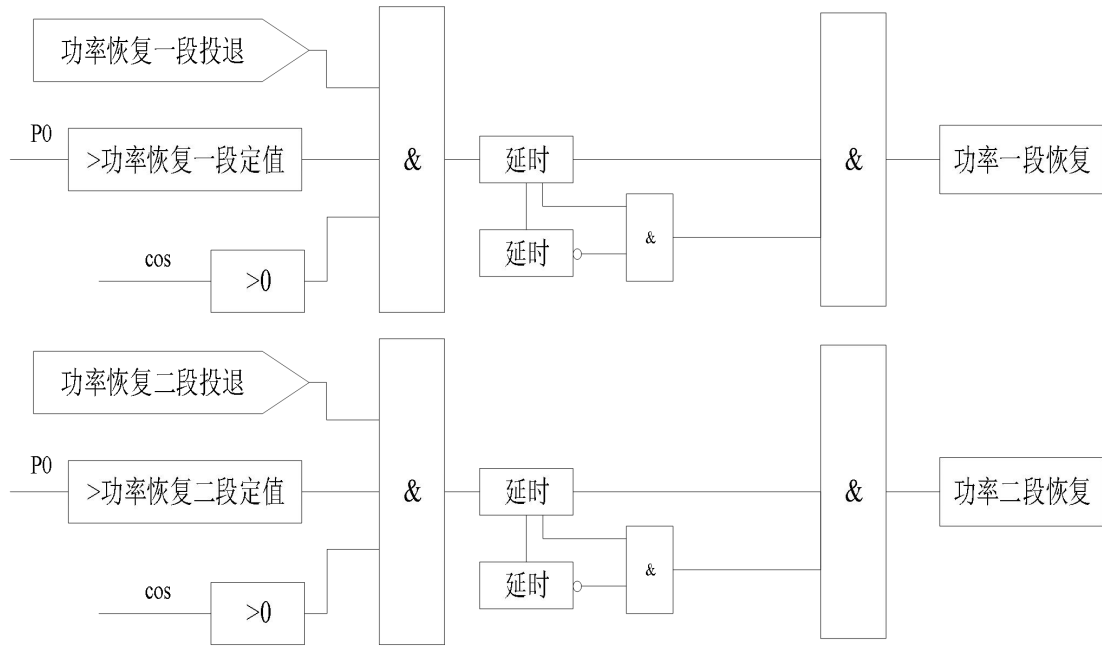 功率恢复一段投退
P0
>功率恢复一段定值
&
延时
&
功率一段恢复
延时
&
cos
>0
功率恢复二段投退
P0
>功率恢复二段定值
&
延时
&
功率二段恢复
延时
&
cos
>0